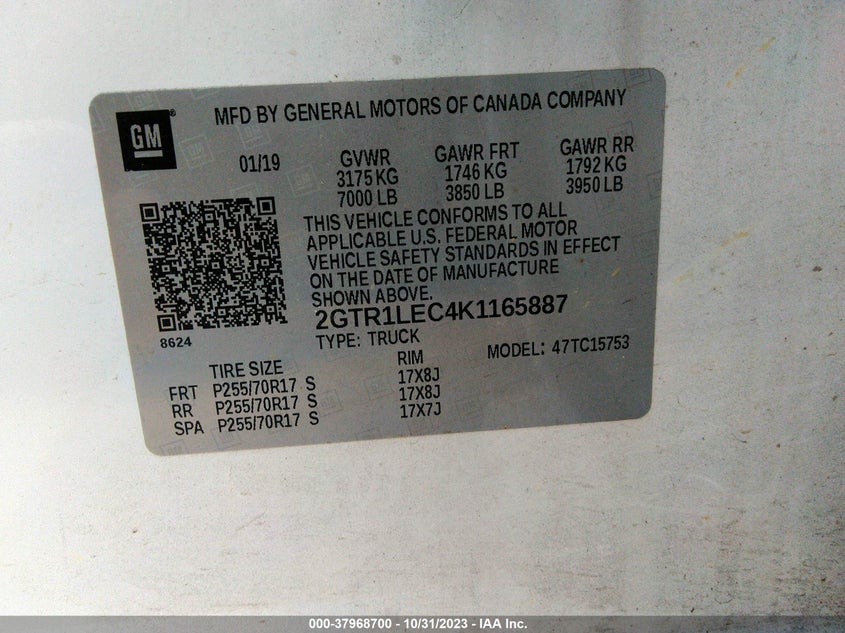 GM
MFD BY GENERAL MOTORS OF CANADA COMPANY
01/19 GVWR GAWR FRT GAWR RR
3175 KG 1746 KG 1792 KG
7000 LB 3850 LB 3950 LB
THIS VEHICLE CONFORMS TO ALL
APPLICABLE U.S. FEDERAL MOTOR
VEHICLE SAFETY STANDARDS IN EFFECT
ON THE DATE OF MANUFACTURE
SHOWN ABOVE.
2GTR1LEC4K1165887
8624
TYPE: TRUCK MODEL: 47TC15753
TIRE SIZE RIM
FRT P255/70R17 S 17X8J
RR P255/70R17 S 17X8J
SPA P255/70R17 S 17X7J
000-37968700 - 10/31/2023 - IAA Inc.